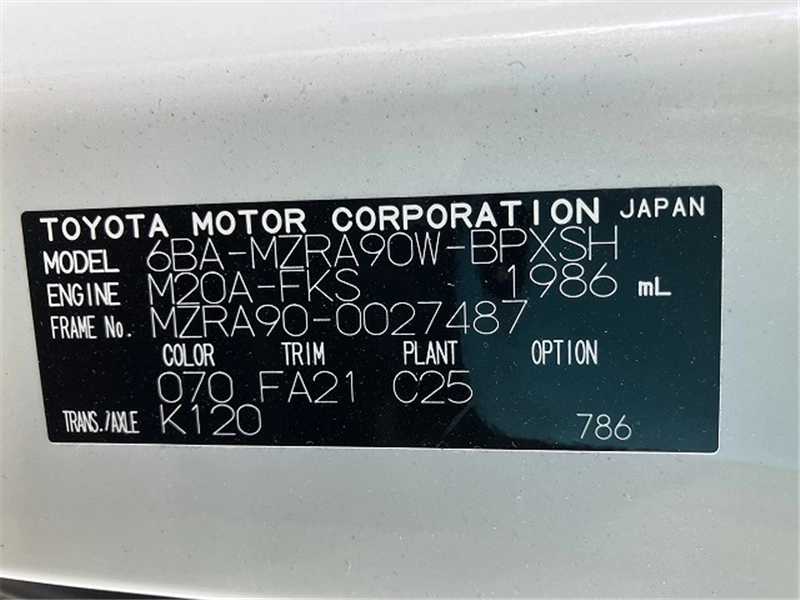 TOYOTA MOTOR CORPORATION JAPAN
MODEL 6BA-MZRA90W-BPXSH
ENGINE M20A-FKS 1986 mL
FRAME No. MZRA90-0027487
COLOR TRIM PLANT OPTION
070 FA21 C25
TRANS./AXLE K120 786